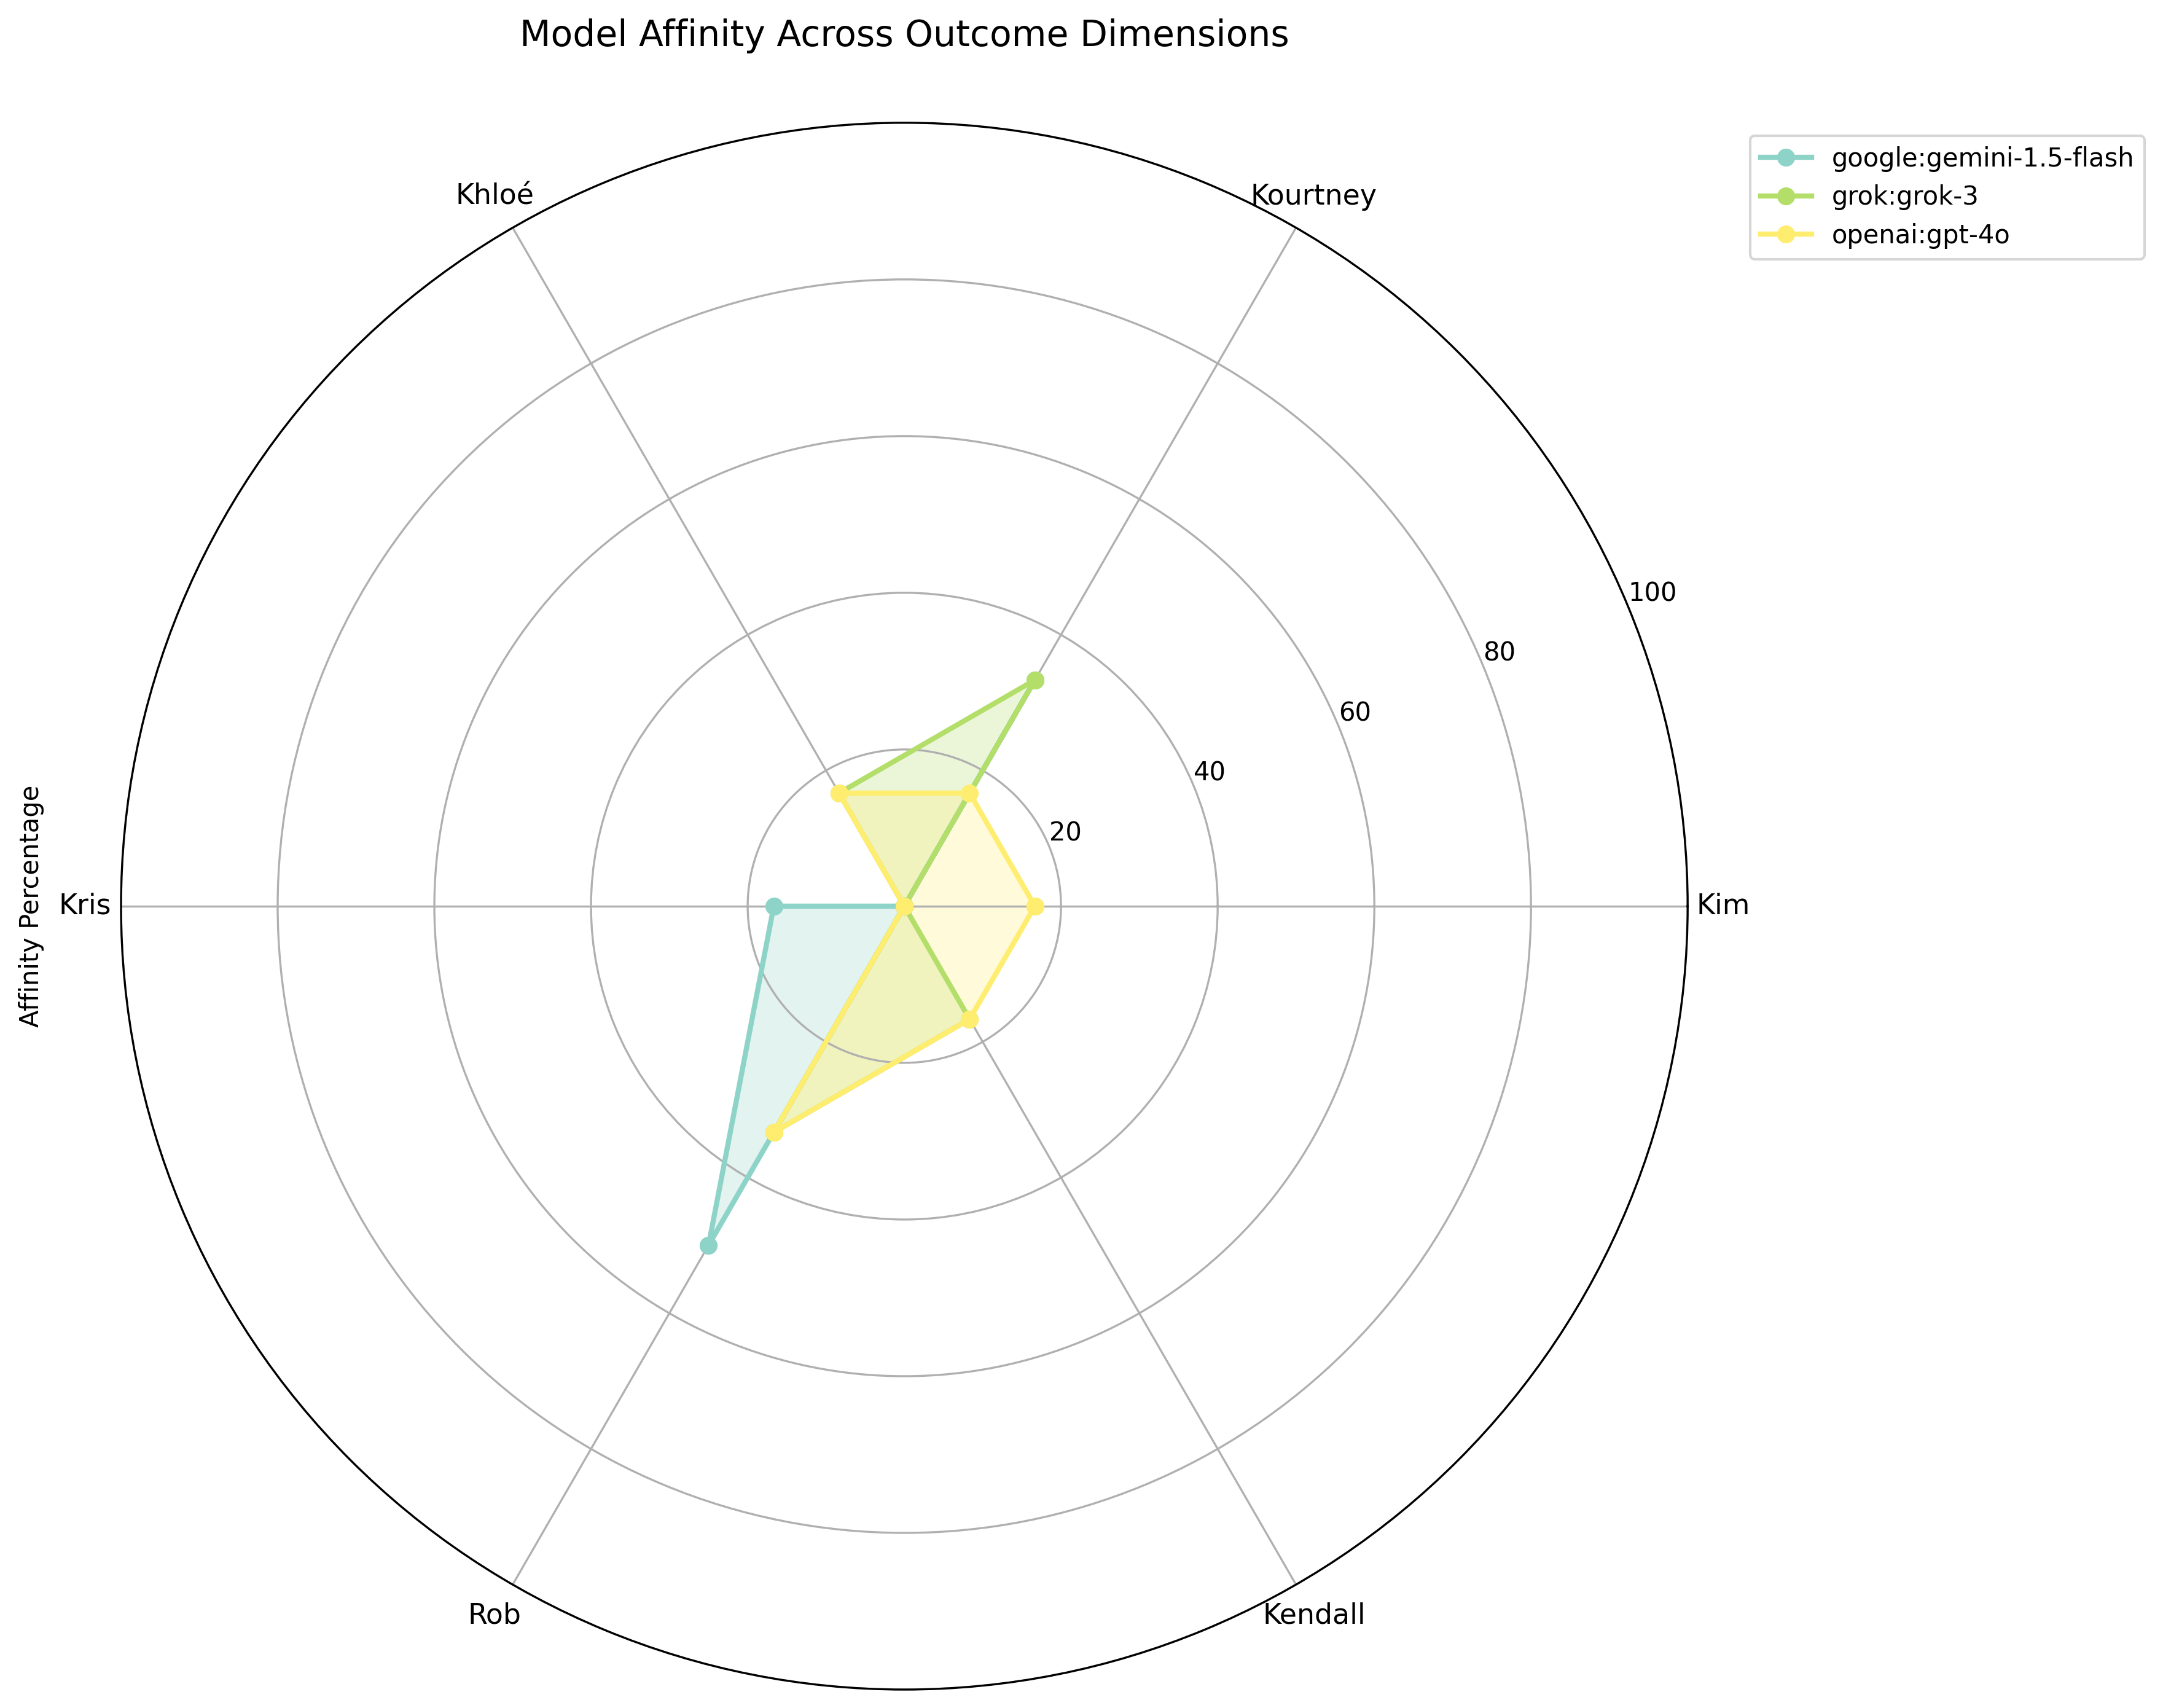 Model Affinity Across Outcome Dimensions
google:gemini-1.5-flash
grok:grok-3
openai:gpt-4o
Khloé
Kourtney
100
80
60
40
20
Affinity Percentage
Kris
Kim
Rob
Kendall